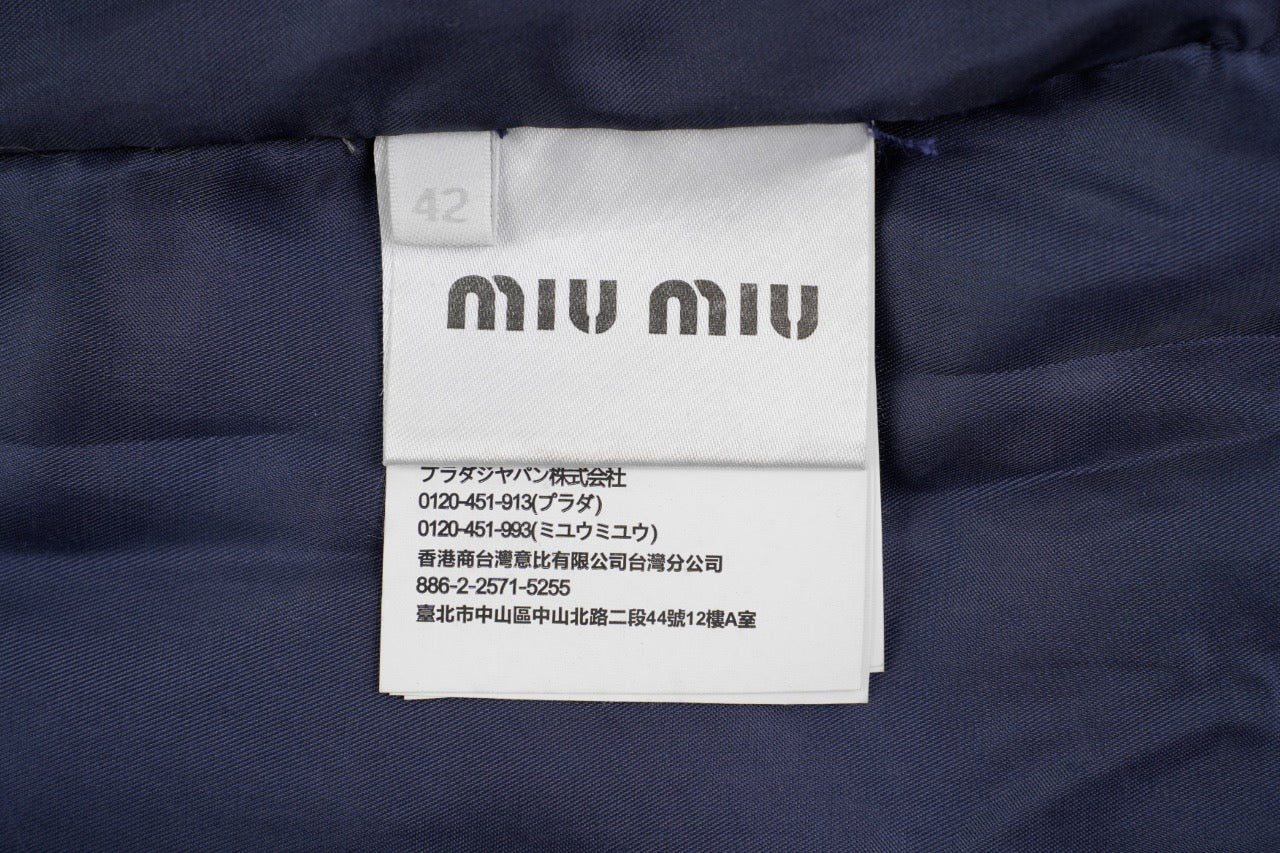 42
miu miu
プラダジヤパン株式会社
0120-451-913(プラダ)
0120-451-993(ミユウミユウ)
香港商台灣意比有限公司台灣分公司
886-2-2571-5255
臺北市中山區中山北路二段44號12樓A室